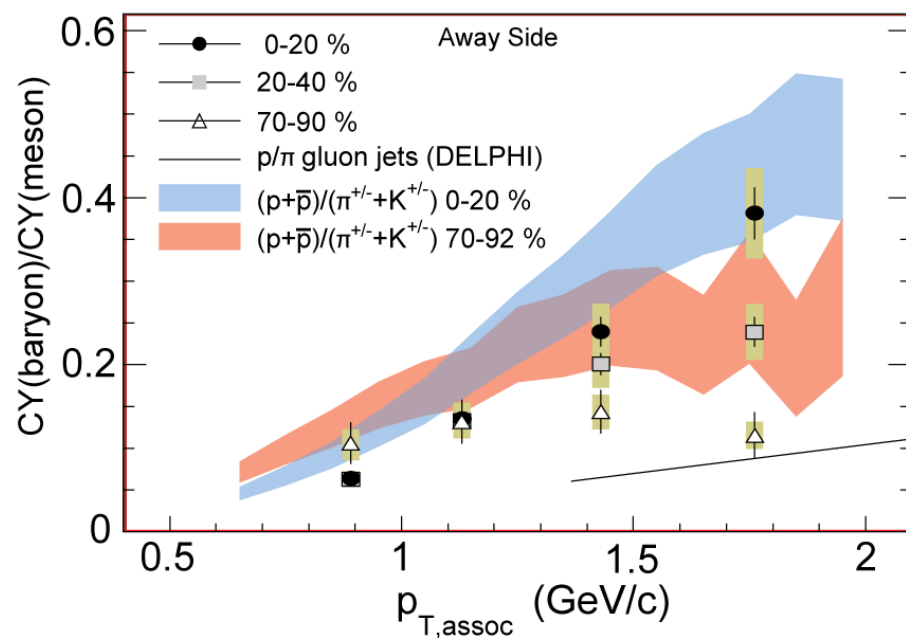 Away Side
0-20 %
20-40 %
70-90 %
p/π gluon jets (DELPHI)
(p+p̅)/(π⁺ᐟ⁻+K⁺ᐟ⁻) 0-20 %
(p+p̅)/(π⁺ᐟ⁻+K⁺ᐟ⁻) 70-92 %
CY(baryon)/CY(meson)
0.6
0.4
0.2
0
0.5 1 1.5 2
p_T,assoc (GeV/c)